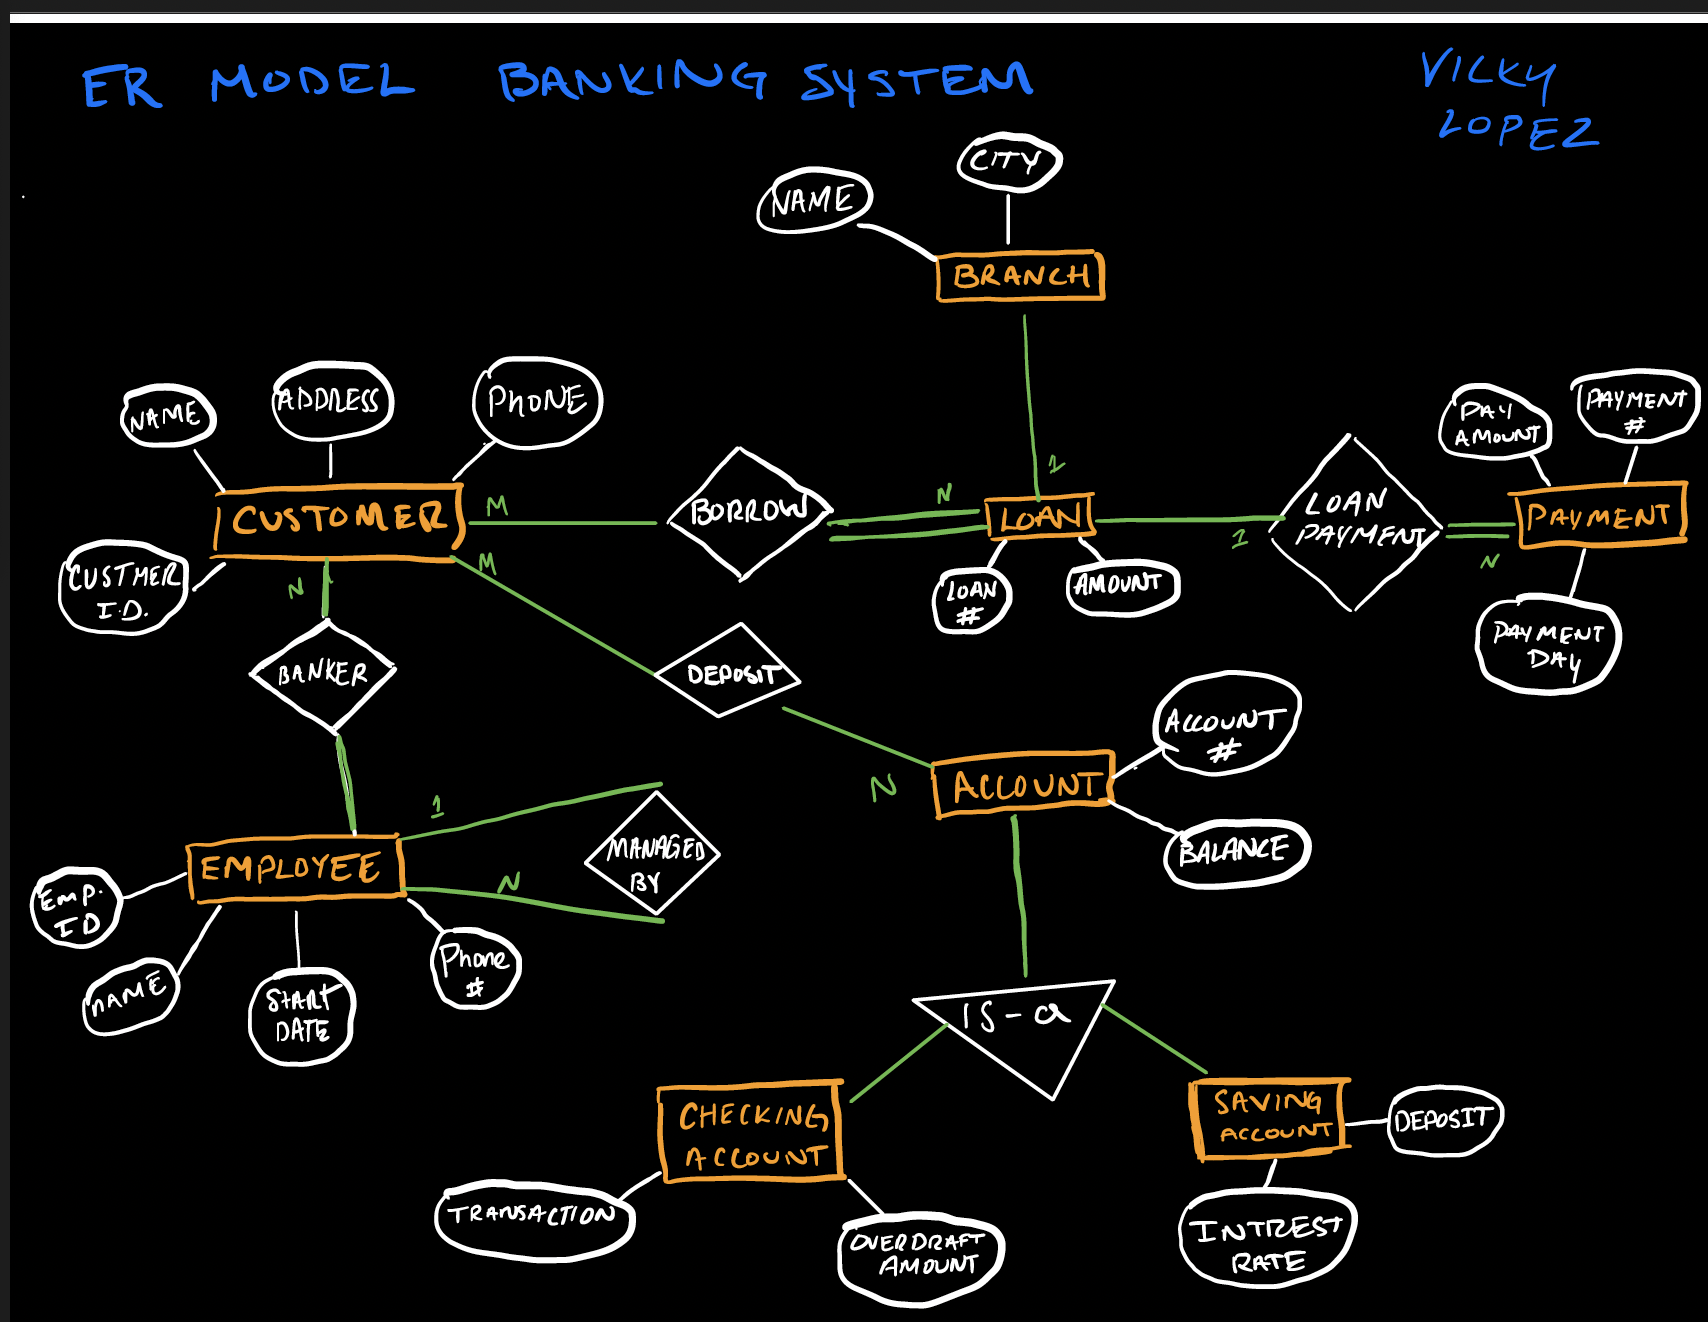 ER MODEL BANKING SYSTEM
VICKY
LOPEZ
CITY
NAME
BRANCH
NAME
ADDRESS
PHONE
PAY
AMOUNT
PAYMENT
#
CUSTOMER
M
BORROW
N
1
LOAN
1
LOAN
PAYMENT
N
PAYMENT
CUSTMER
I.D.
N
M
LOAN
#
AMOUNT
PAYMENT
DAY
BANKER
DEPOSIT
ACCOUNT
#
N
ACCOUNT
BALANCE
1
MANAGED
BY
N
EMPLOYEE
Emp.
ID
NAME
START
DATE
Phone
#
IS-a
CHECKING
ACCOUNT
SAVING
ACCOUNT
DEPOSIT
TRANSACTION
OVERDRAFT
AMOUNT
INTREST
RATE